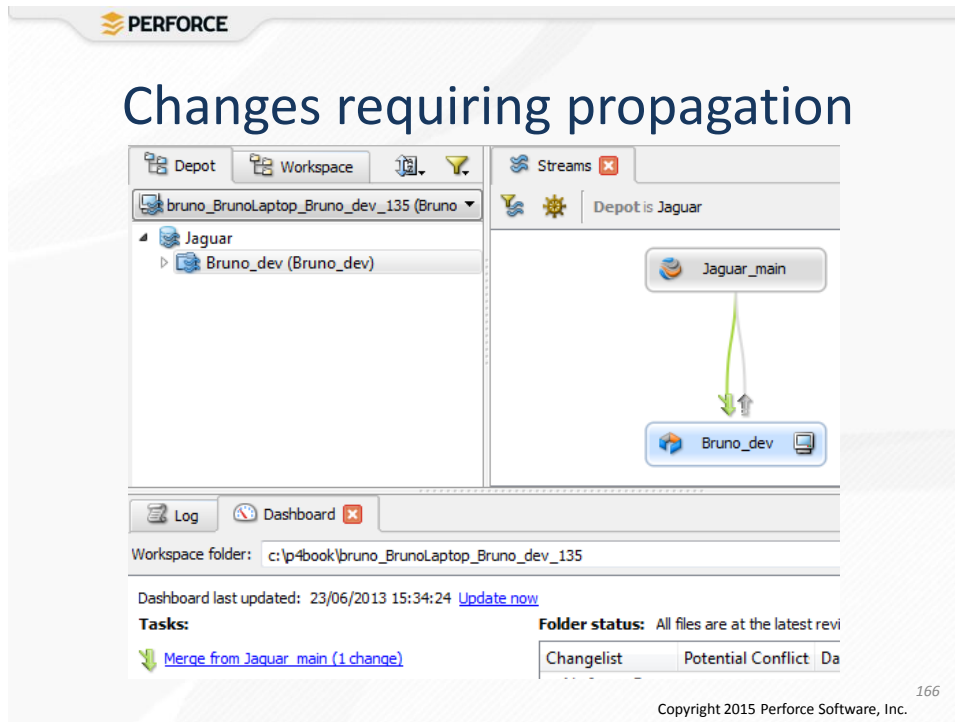 PERFORCE
Changes requiring propagation
Depot Workspace
Streams
bruno_BrunoLaptop_Bruno_dev_135 (Bruno
Depot is Jaguar
Jaguar
Bruno_dev (Bruno_dev)
Jaguar_main
Bruno_dev
Log Dashboard
Workspace folder: c:\p4book\bruno_BrunoLaptop_Bruno_dev_135
Dashboard last updated: 23/06/2013 15:34:24 Update now
Tasks:
Folder status: All files are at the latest revi
Merge from Jaguar_main (1 change)
Changelist Potential Conflict Da
166
Copyright 2015 Perforce Software, Inc.